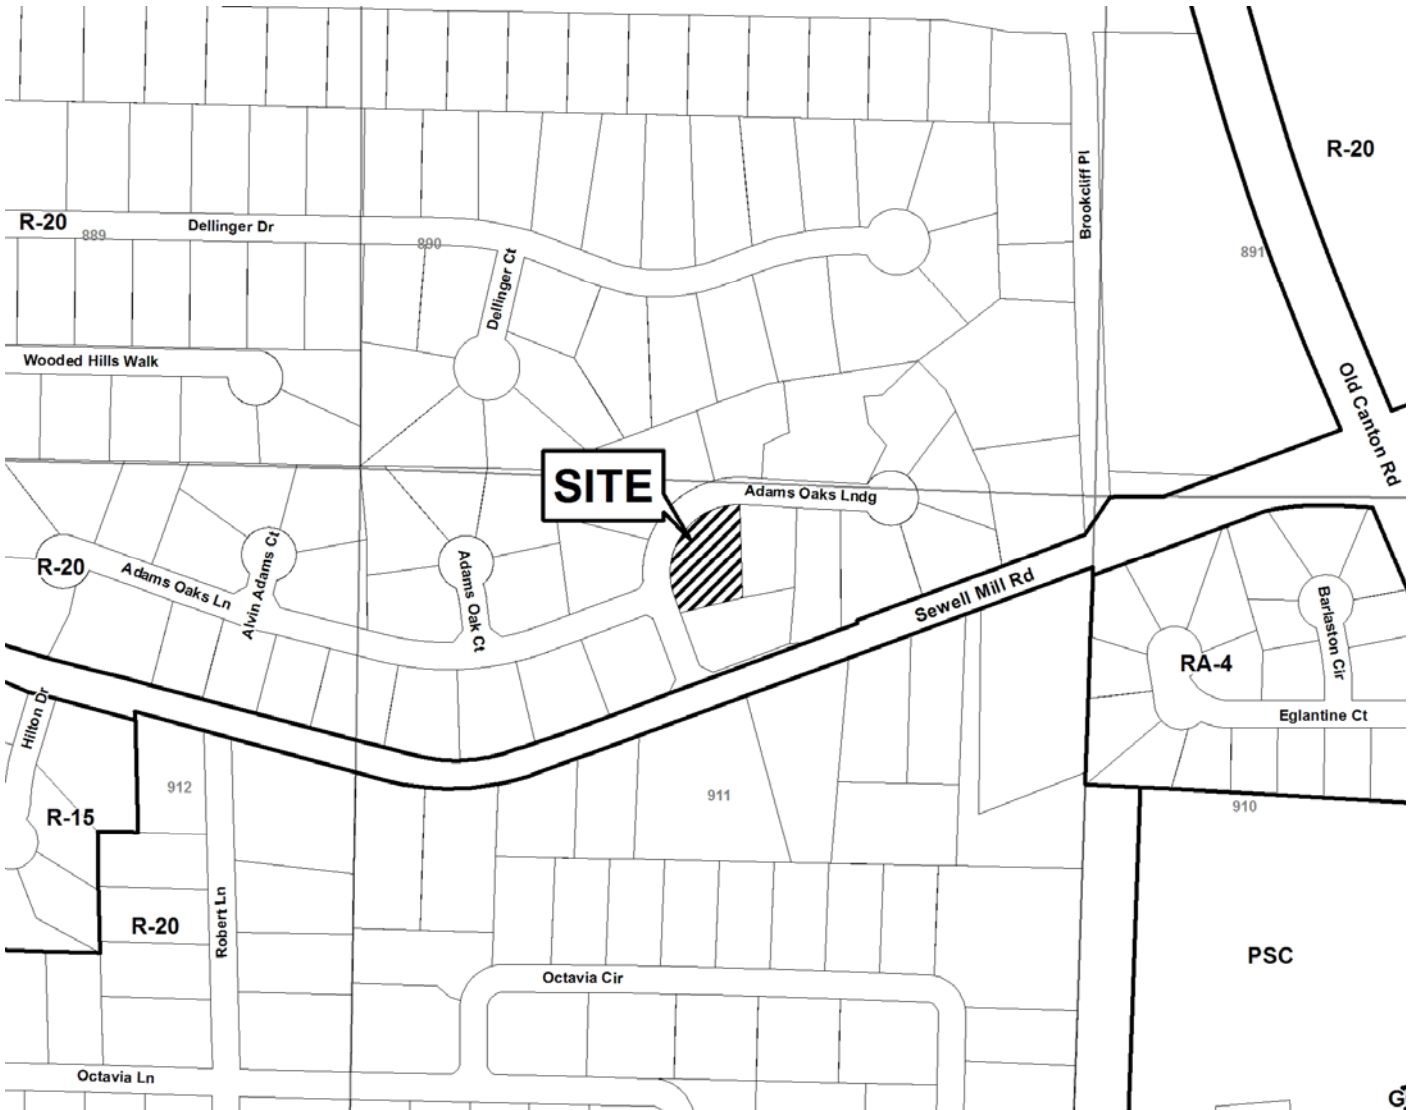 R-20
Brookcliff Pl
R-20
889
Dellinger Dr
890
891
Dellinger Ct
Wooded Hills Walk
Old Canton Rd
SITE
Adams Oaks Lndg
R-20
Adams Oaks Ln
Alvin Adams Ct
Adams Oak Ct
Sewell Mill Rd
Barlaston Cir
RA-4
Hilton Dr
Eglantine Ct
912
911
910
R-15
R-20
Robert Ln
PSC
Octavia Cir
Octavia Ln
G